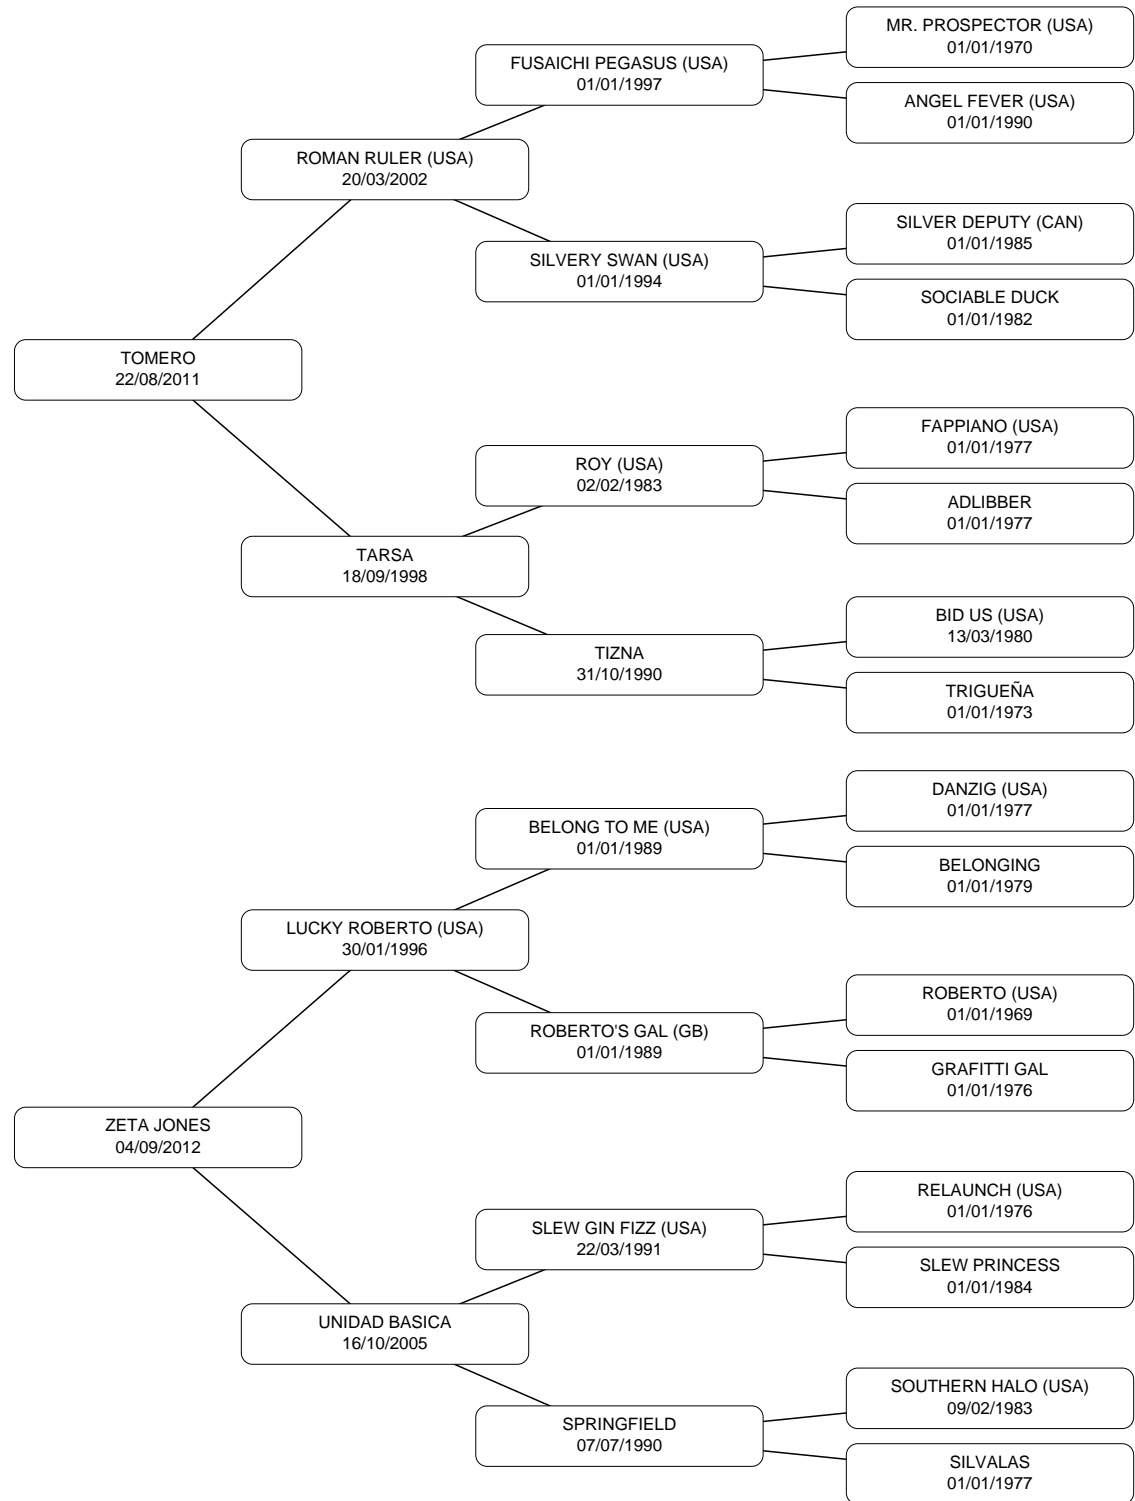 MR. PROSPECTOR (USA)
01/01/1970
FUSAICHI PEGASUS (USA)
01/01/1997
ANGEL FEVER (USA)
01/01/1990
ROMAN RULER (USA)
20/03/2002
SILVER DEPUTY (CAN)
01/01/1985
SILVERY SWAN (USA)
01/01/1994
SOCIABLE DUCK
01/01/1982
TOMERO
22/08/2011
FAPPIANO (USA)
01/01/1977
ROY (USA)
02/02/1983
ADLIBBER
01/01/1977
TARSA
18/09/1998
BID US (USA)
13/03/1980
TIZNA
31/10/1990
TRIGUEÑA
01/01/1973
DANZIG (USA)
01/01/1977
BELONG TO ME (USA)
01/01/1989
BELONGING
01/01/1979
LUCKY ROBERTO (USA)
30/01/1996
ROBERTO (USA)
01/01/1969
ROBERTO'S GAL (GB)
01/01/1989
GRAFITTI GAL
01/01/1976
ZETA JONES
04/09/2012
RELAUNCH (USA)
01/01/1976
SLEW GIN FIZZ (USA)
22/03/1991
SLEW PRINCESS
01/01/1984
UNIDAD BASICA
16/10/2005
SOUTHERN HALO (USA)
09/02/1983
SPRINGFIELD
07/07/1990
SILVALAS
01/01/1977